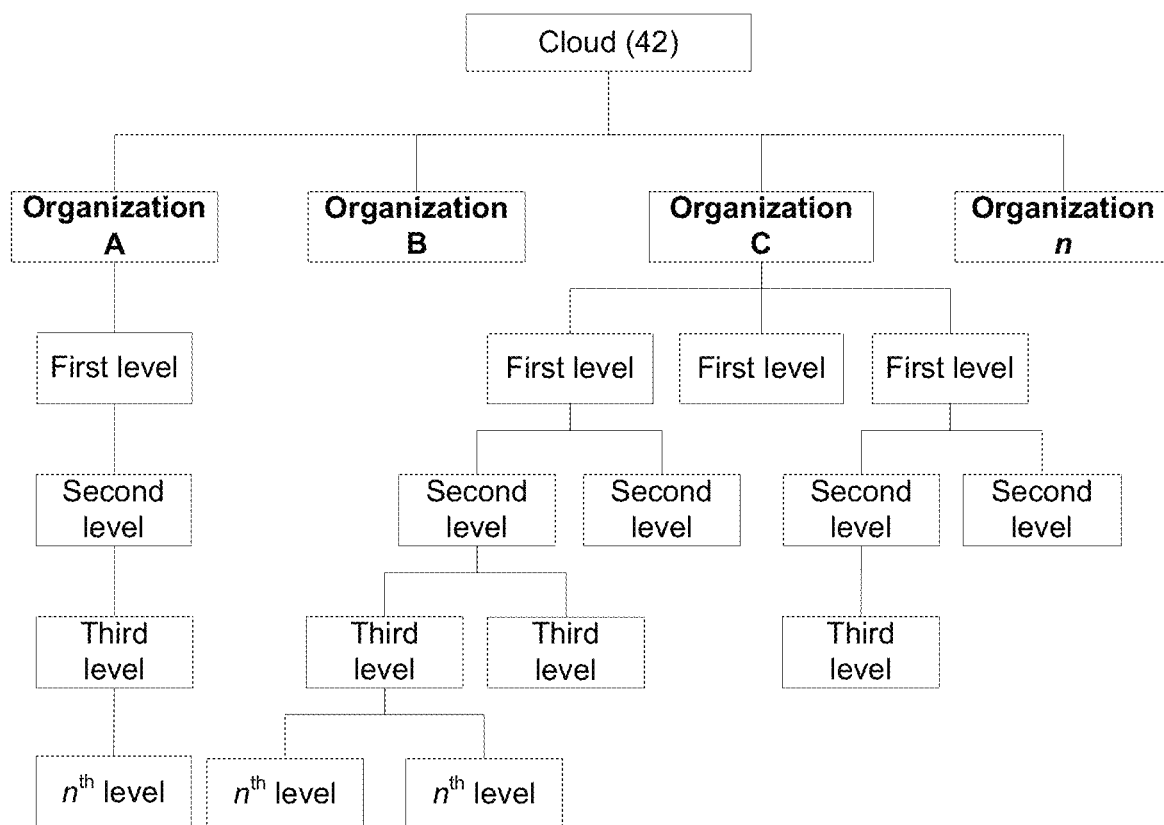 Cloud (42)
Organization
A
Organization
B
Organization
C
Organization
n
First level
First level
First level
First level
Second
level
Second
level
Second
level
Second
level
Second
level
Third
level
Third
level
Third
level
Third
level
nth level
nth level
nth level